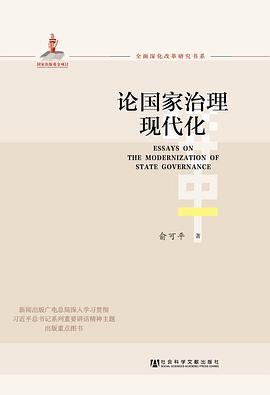 国家出版基金项目
全面深化改革研究书系
论国家治理
现代化
ESSAYS ON
THE MODERNIZATION OF
STATE GOVERNANCE
俞可平 著
新闻出版广电总局深入学习贯彻
习近平总书记系列重要讲话精神主题
出版重点图书
社会科学文献出版社
SOCIAL SCIENCES ACADEMIC PRESS (CHINA)